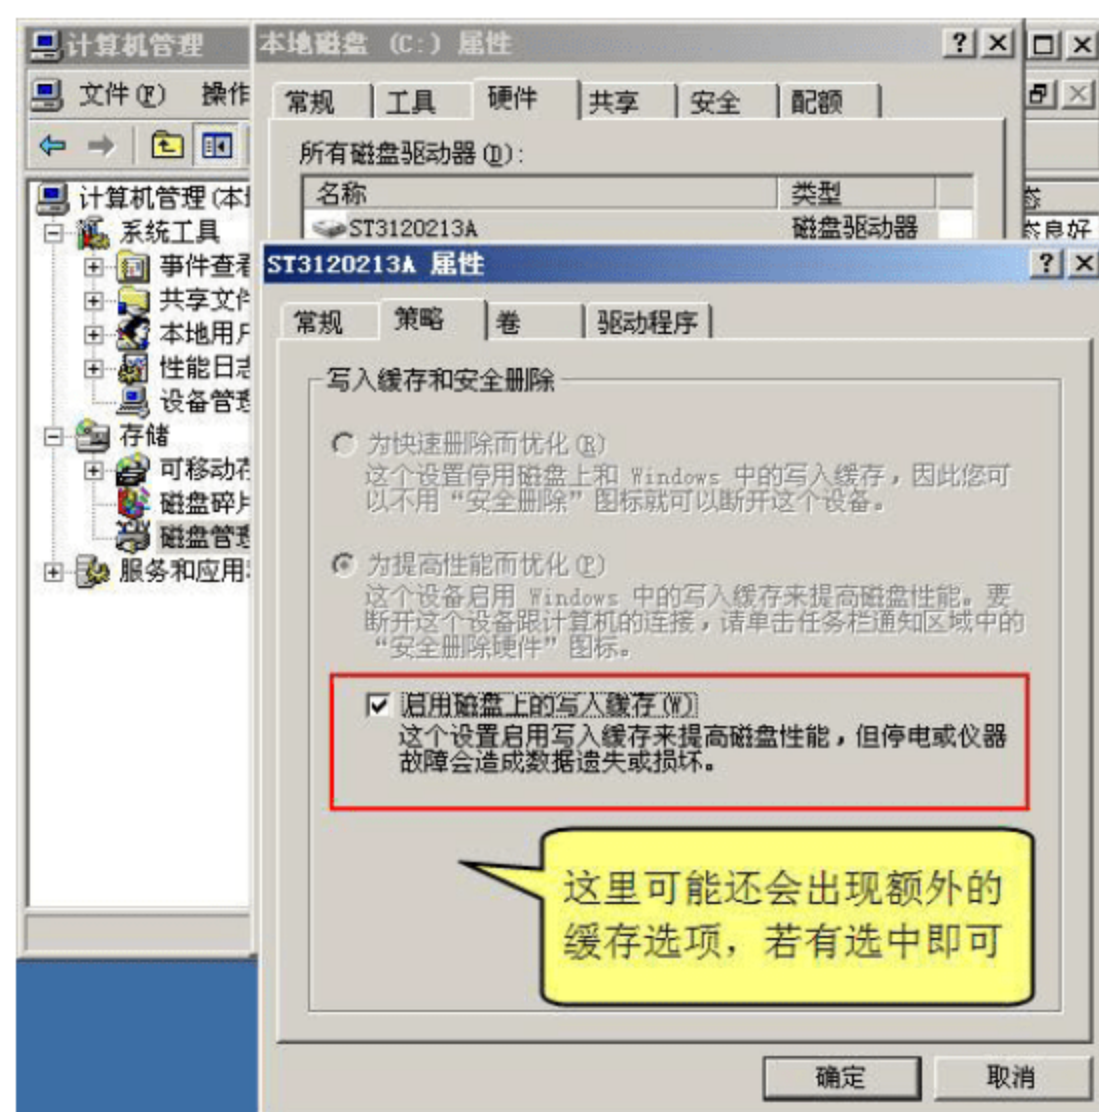 计算机管理
本地磁盘 (C:) 属性
文件(F) 操作
常规 工具 硬件 共享 安全 配额
所有磁盘驱动器(D):
名称 类型
ST3120213A 磁盘驱动器
态
态良好
计算机管理(本
系统工具
事件查看
共享文件
本地用户
性能日志
设备管理
存储
可移动存
磁盘碎片
磁盘管理
服务和应用
ST3120213A 属性
常规 策略 卷 驱动程序
写入缓存和安全删除
为快速删除而优化(R)
这个设置停用磁盘上和 Windows 中的写入缓存，因此您可
以不用“安全删除”图标就可以断开这个设备。
为提高性能而优化(P)
这个设备启用 Windows 中的写入缓存来提高磁盘性能。要
断开这个设备跟计算机的连接，请单击任务栏通知区域中的
“安全删除硬件”图标。
启用磁盘上的写入缓存(W)
这个设置启用写入缓存来提高磁盘性能，但停电或仪器
故障会造成数据遗失或损坏。
这里可能还会出现额外的
缓存选项，若有选中即可
确定 取消